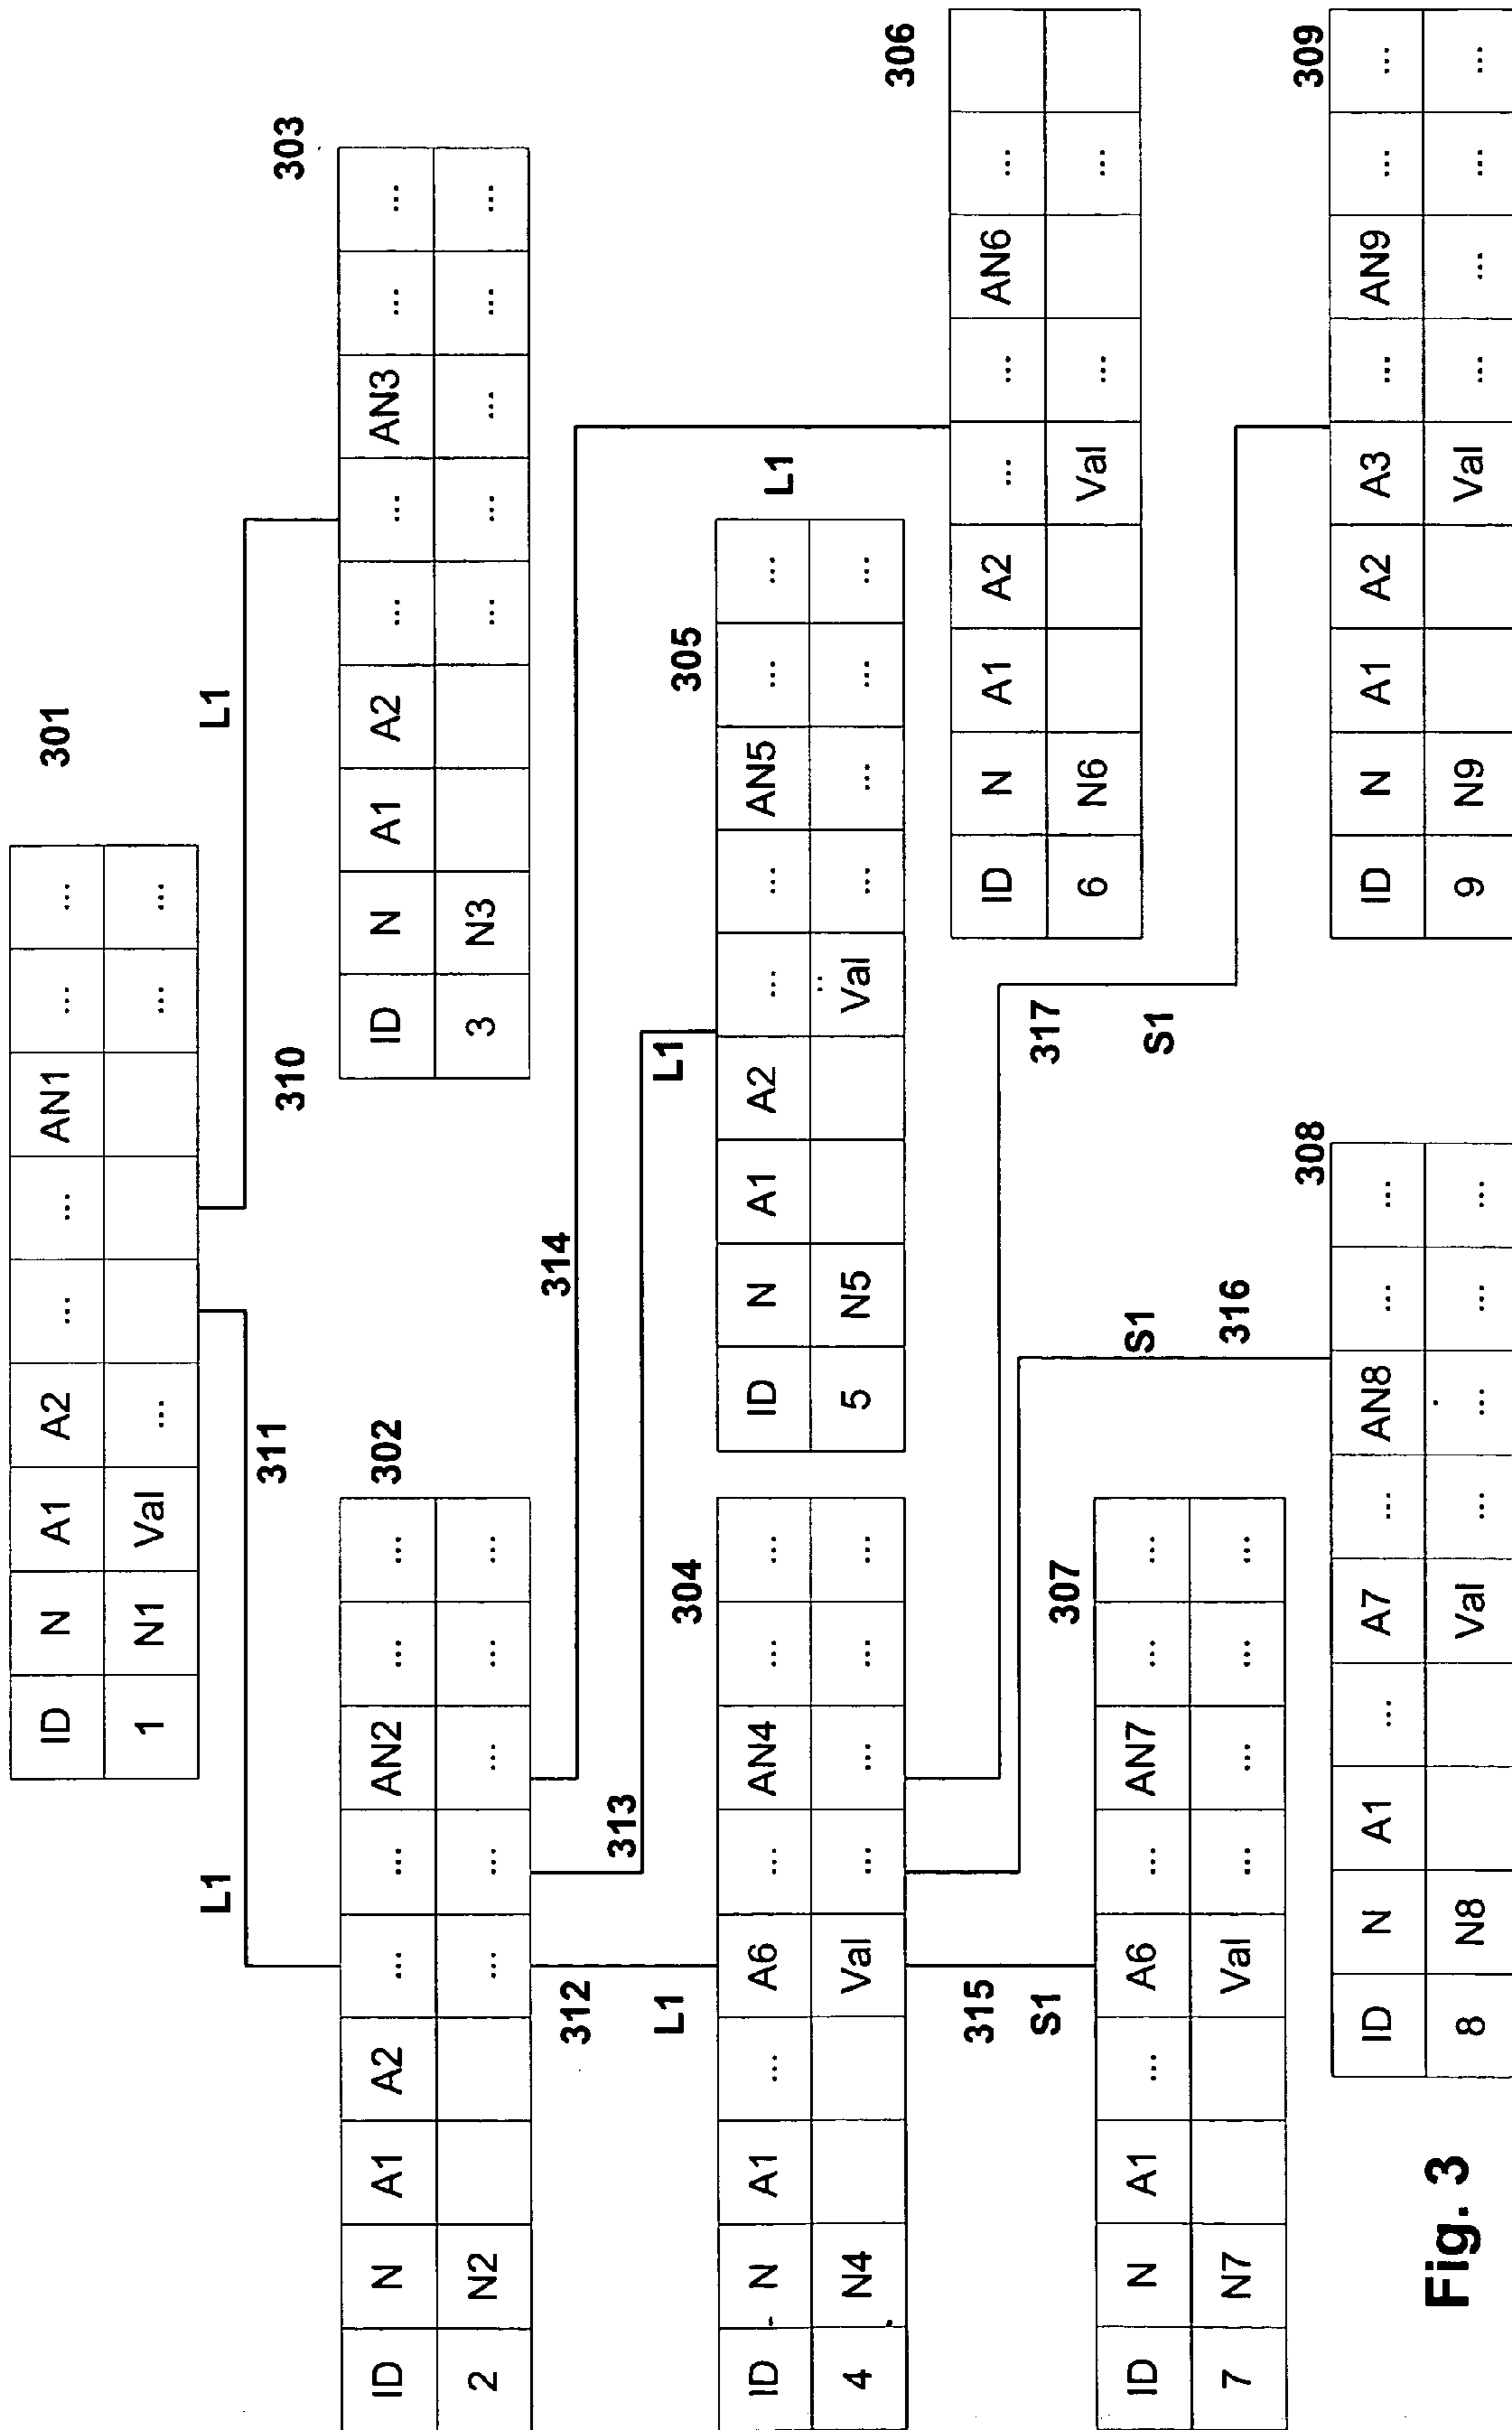 301
ID N A1 A2 ... ... AN1 ... ...
1 N1 Val ... ... ...
L1
L1
311
310
302
ID N A1 A2 ... ... AN2 ... ...
2 N2 ... ... ... ... ...
303
ID N A1 A2 ... ... AN3 ... ...
3 N3 ... ... ... ... ...
314
312
313
L1
L1
L1
304
ID N A1 ... A6 ... AN4 ... ...
4 N4 Val ... ... ... ...
305
ID N A1 A2 ... ... AN5 ... ...
5 N5 Val ... ... ... ...
306
ID N A1 A2 ... ... AN6 ...
6 N6 Val ... ...
315
S1
S1
316
317
S1
307
ID N A1 ... A6 ... AN7 ... ...
7 N7 Val ... ... ... ...
308
ID N A1 ... A7 ... AN8 ... ...
8 N8 Val ... ... ... ...
309
ID N A1 A2 A3 ... AN9 ... ...
9 N9 Val ... ... ... ...
Fig. 3